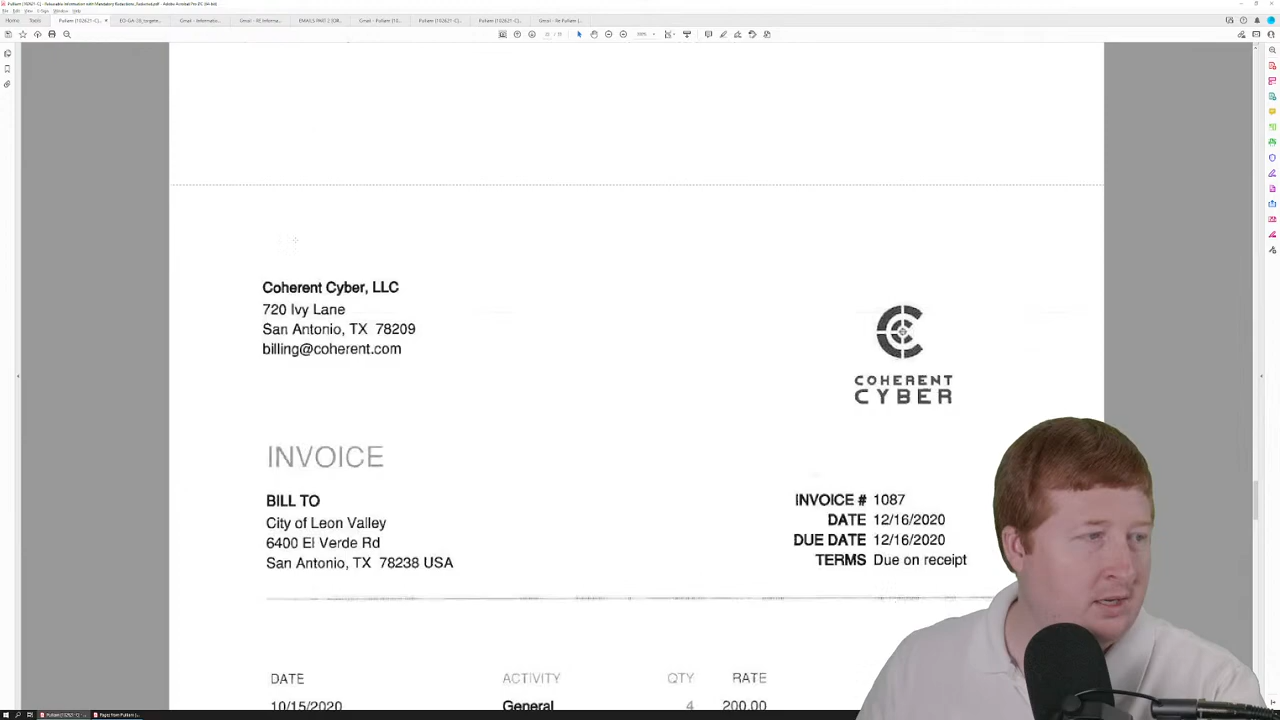 Home Tools
Coherent Cyber, LLC
720 Ivy Lane
San Antonio, TX 78209
billing@coherent.com
COHERENT
CYBER
INVOICE
BILL TO
City of Leon Valley
6400 El Verde Rd
San Antonio, TX 78238 USA
INVOICE # 1087
DATE 12/16/2020
DUE DATE 12/16/2020
TERMS Due on receipt
DATE ACTIVITY QTY RATE
10/15/2020 General 4 200.00